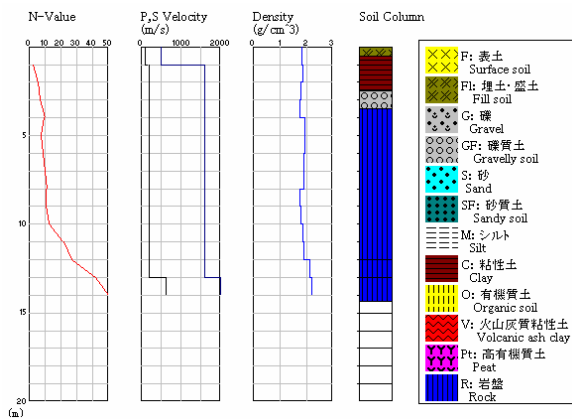 N-Value
P,S Velocity
(m/s)
Density
(g/cm^3)
Soil Column
0 10 20 30 40 50
0 1000 2000
0 1 2 3
5
10
15
20
(m)
F: 表土
Surface soil
FI: 埋土・盛土
Fill soil
G: 礫
Gravel
GF: 礫質土
Gravelly soil
S: 砂
Sand
SF: 砂質土
Sandy soil
M: シルト
Silt
C: 粘性土
Clay
O: 有機質土
Organic soil
V: 火山灰質粘性土
Volcanic ash clay
Pt: 高有機質土
Peat
R: 岩盤
Rock